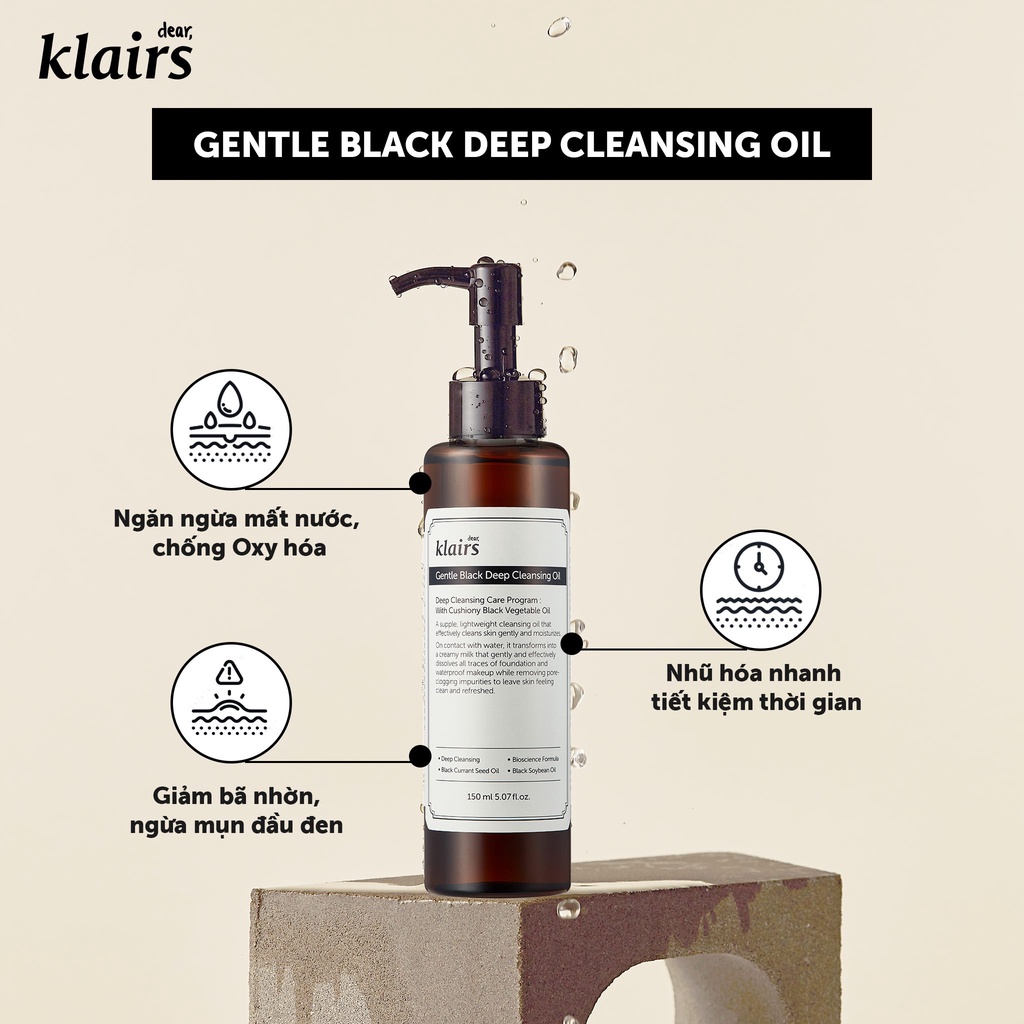 dear,
klairs
GENTLE BLACK DEEP CLEANSING OIL
Ngăn ngừa mất nước,
chống Oxy hóa
Nhũ hóa nhanh
tiết kiệm thời gian
Giảm bã nhờn,
ngừa mụn đầu đen
dear,
klairs
Gentle Black Deep Cleansing Oil
Deep Cleansing Care Program :
With Cushiony Black Vegetable Oil
A supple, lightweight cleansing oil that
effectively cleans skin gently and moisturizes.
On contact with water, it transforms into
a creamy milk that gently and effectively
dissolves all traces of foundation and
waterproof makeup while removing pore-
clogging impurities to leave skin feeling
clean and refreshed.
• Deep Cleansing • Bioscience Formula
• Black Currant Seed Oil • Black Soybean Oil
150 ml 5.07 fl.oz.